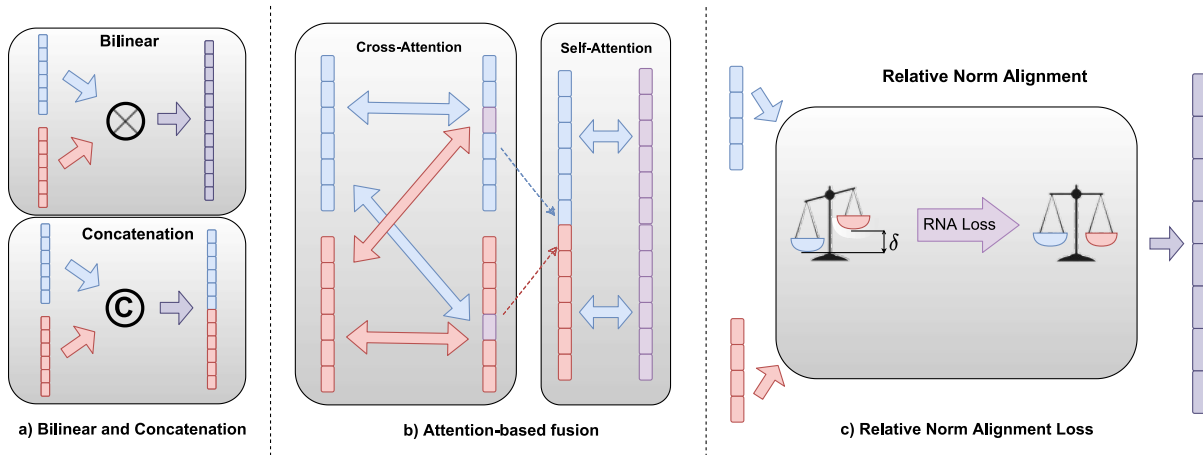 Bilinear
Concatenation
C
a) Bilinear and Concatenation
Cross-Attention
Self-Attention
b) Attention-based fusion
Relative Norm Alignment
δ
RNA Loss
c) Relative Norm Alignment Loss